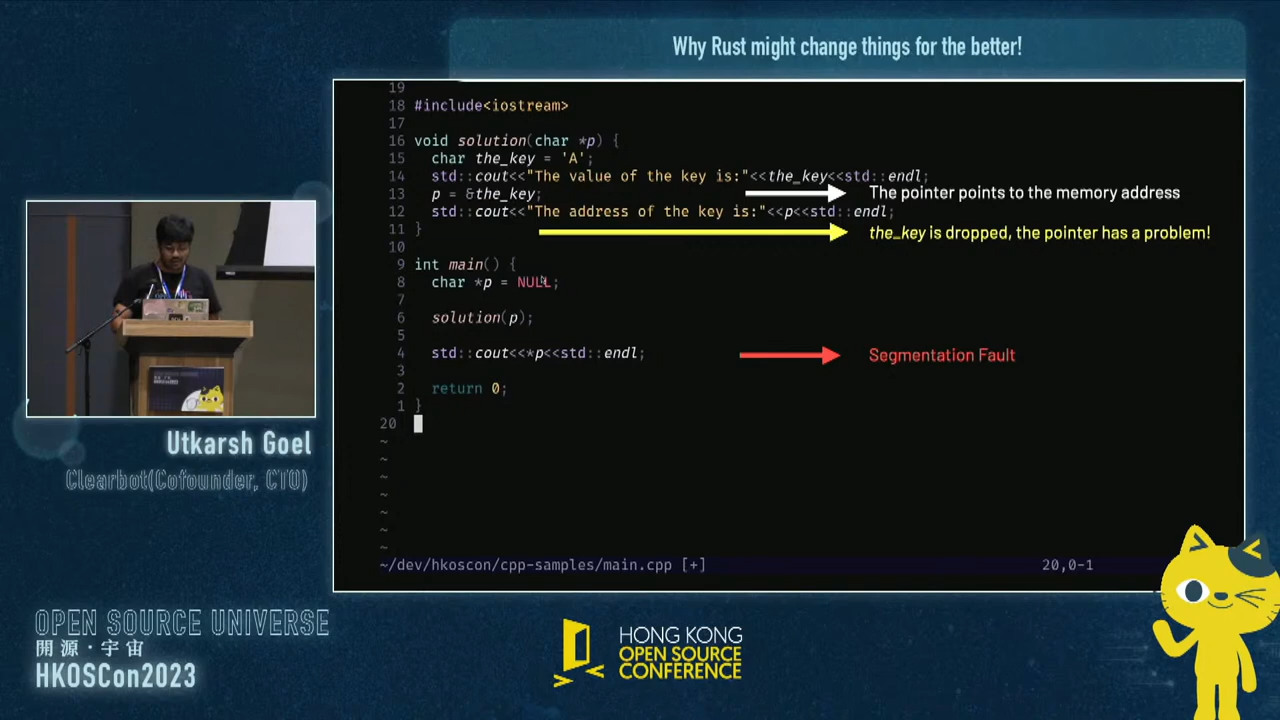 Why Rust might change things for the better!
19
18 #include<iostream>
17
16 void solution(char *p) {
15 char the_key = 'A';
14 std::cout<<"The value of the key is:"<<the_key<<std::endl;
13 p = &the_key;
The pointer points to the memory address
12 std::cout<<"The address of the key is:"<<p<<std::endl;
11 }
the_key is dropped, the pointer has a problem!
10
9 int main() {
8 char *p = NULL;
7
6 solution(p);
5
4 std::cout<<*p<<std::endl;
Segmentation Fault
3
2 return 0;
1 }
20
~
~
~
~
~
~
~
~/dev/hkoscon/cpp-samples/main.cpp [+] 20,0-1
Utkarsh Goel
Clearbot(Cofounder, CTO)
OPEN SOURCE UNIVERSE
開源・宇宙
HKOSCon2023
HONG KONG
OPEN SOURCE
CONFERENCE